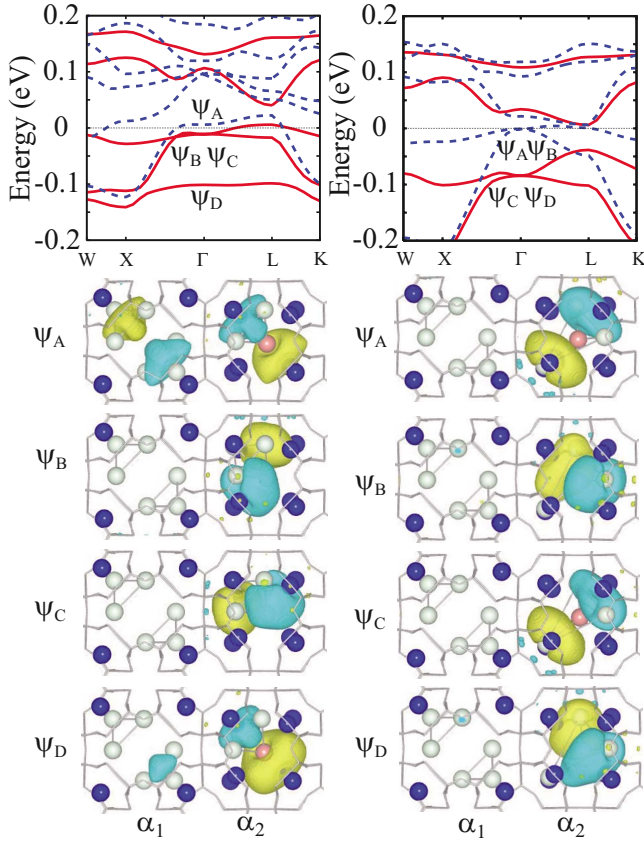 Energy (eV)
0.2
0.1
0
-0.1
-0.2
ψA
ψB ψC
ψD
W X Γ L K
Energy (eV)
0.2
0.1
0
-0.1
-0.2
ψAψB
ψC ψD
W X Γ L K
ψA ψA
ψB ψB
ψC ψC
ψD ψD
α1 α2 α1 α2